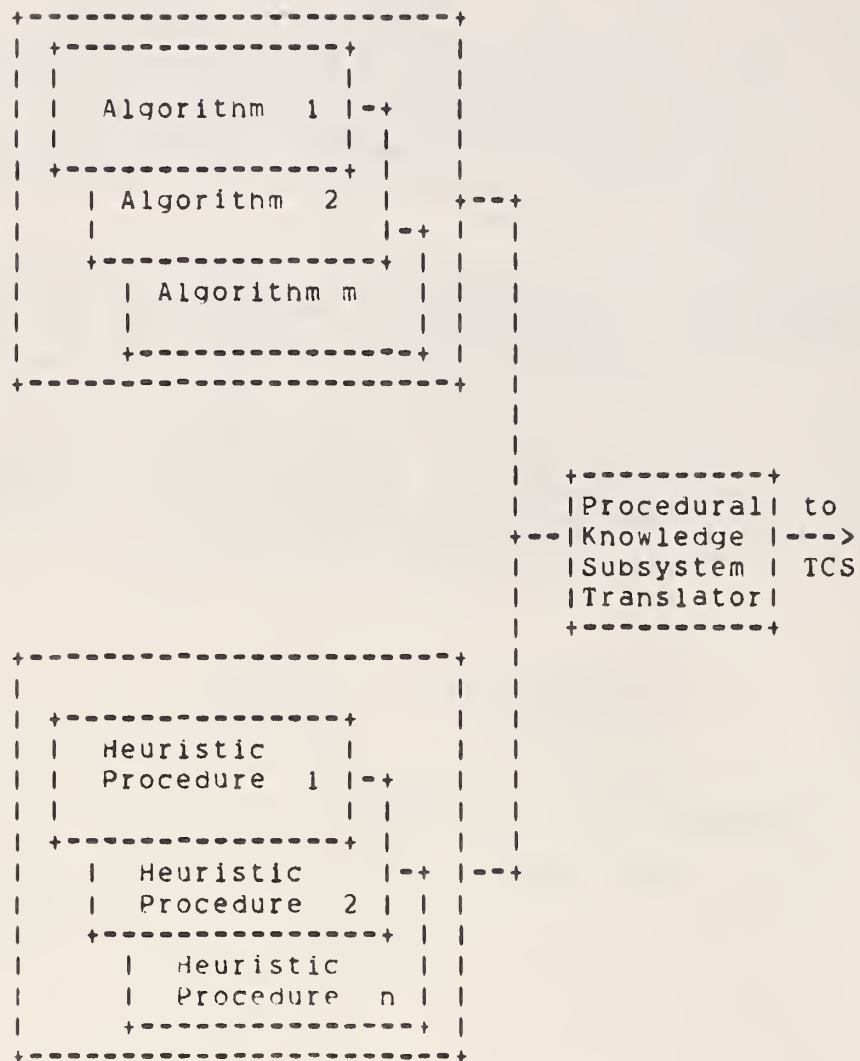 Algorithm 1
Algorithm 2
Algorithm m
Procedural to
Knowledge
Subsystem TCS
Translator
Heuristic
Procedure 1
Heuristic
Procedure 2
Heuristic
Procedure n